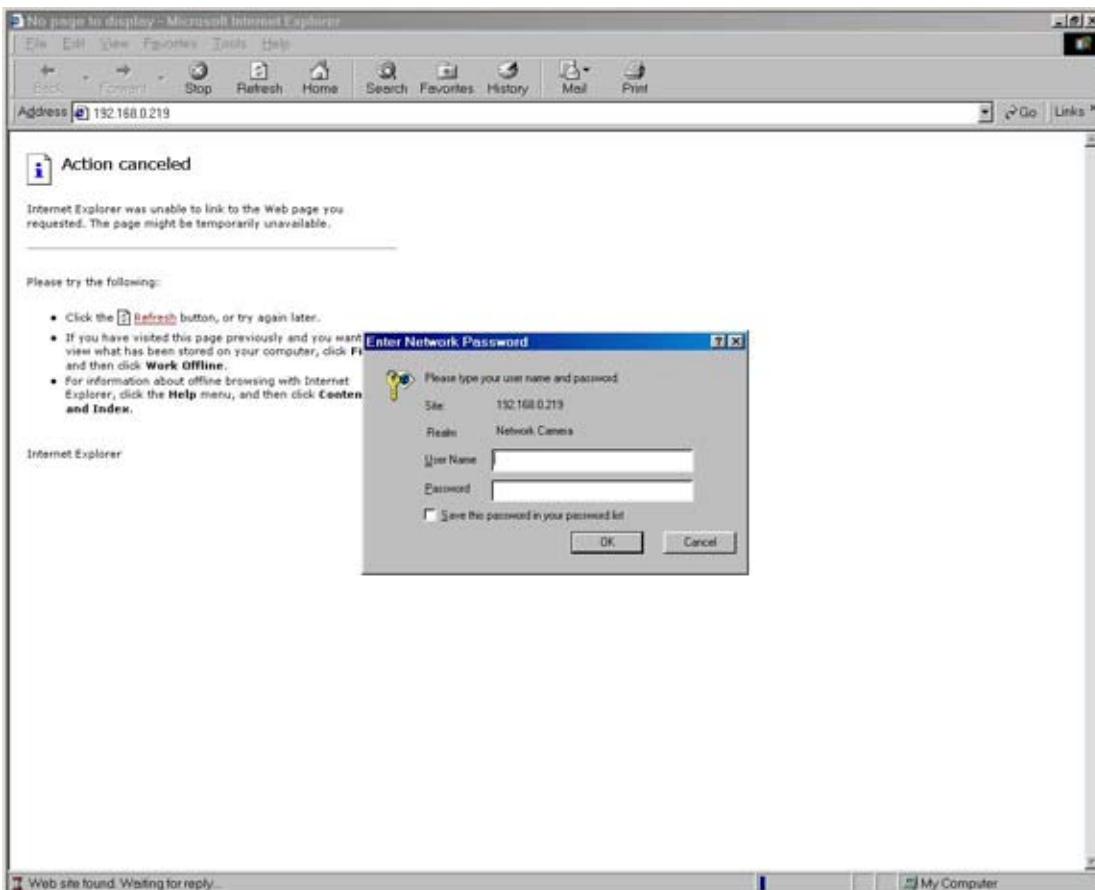 No page to display - Microsoft Internet Explorer
File Edit View Favorites Tools Help
Back Forward Stop Refresh Home Search Favorites History Mail Print
Address 192.168.0.219 Go Links »
Action canceled
Internet Explorer was unable to link to the Web page you
requested. The page might be temporarily unavailable.
Please try the following:
• Click the Refresh button, or try again later.
• If you have visited this page previously and you want
view what has been stored on your computer, click Fi
and then click Work Offline.
• For information about offline browsing with Internet
Explorer, click the Help menu, and then click Conten
and Index.
Internet Explorer
Enter Network Password
Please type your user name and password.
Site: 192.168.0.219
Realm Network Camera
User Name
Password
Save this password in your password list
OK Cancel
Web site found. Waiting for reply...
My Computer